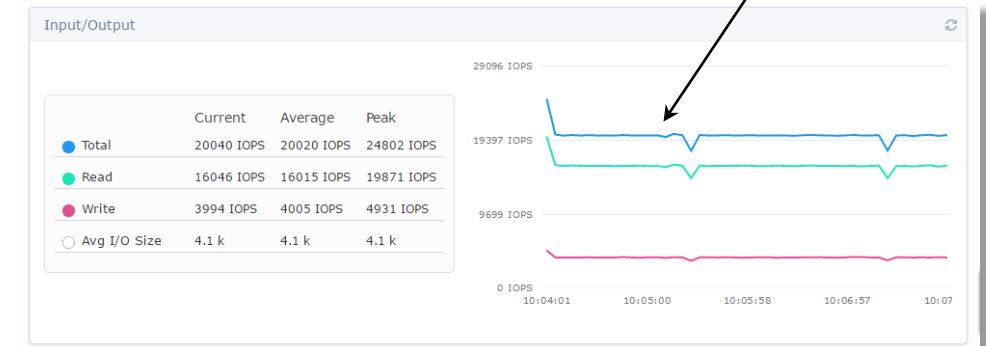 Input/Output
Current Average Peak
Total 20040 IOPS 20020 IOPS 24802 IOPS
Read 16046 IOPS 16015 IOPS 19871 IOPS
Write 3994 IOPS 4005 IOPS 4931 IOPS
Avg I/O Size 4.1 k 4.1 k 4.1 k
29096 IOPS
19397 IOPS
9699 IOPS
0 IOPS
10:04:01 10:05:00 10:05:58 10:06:57 10:07